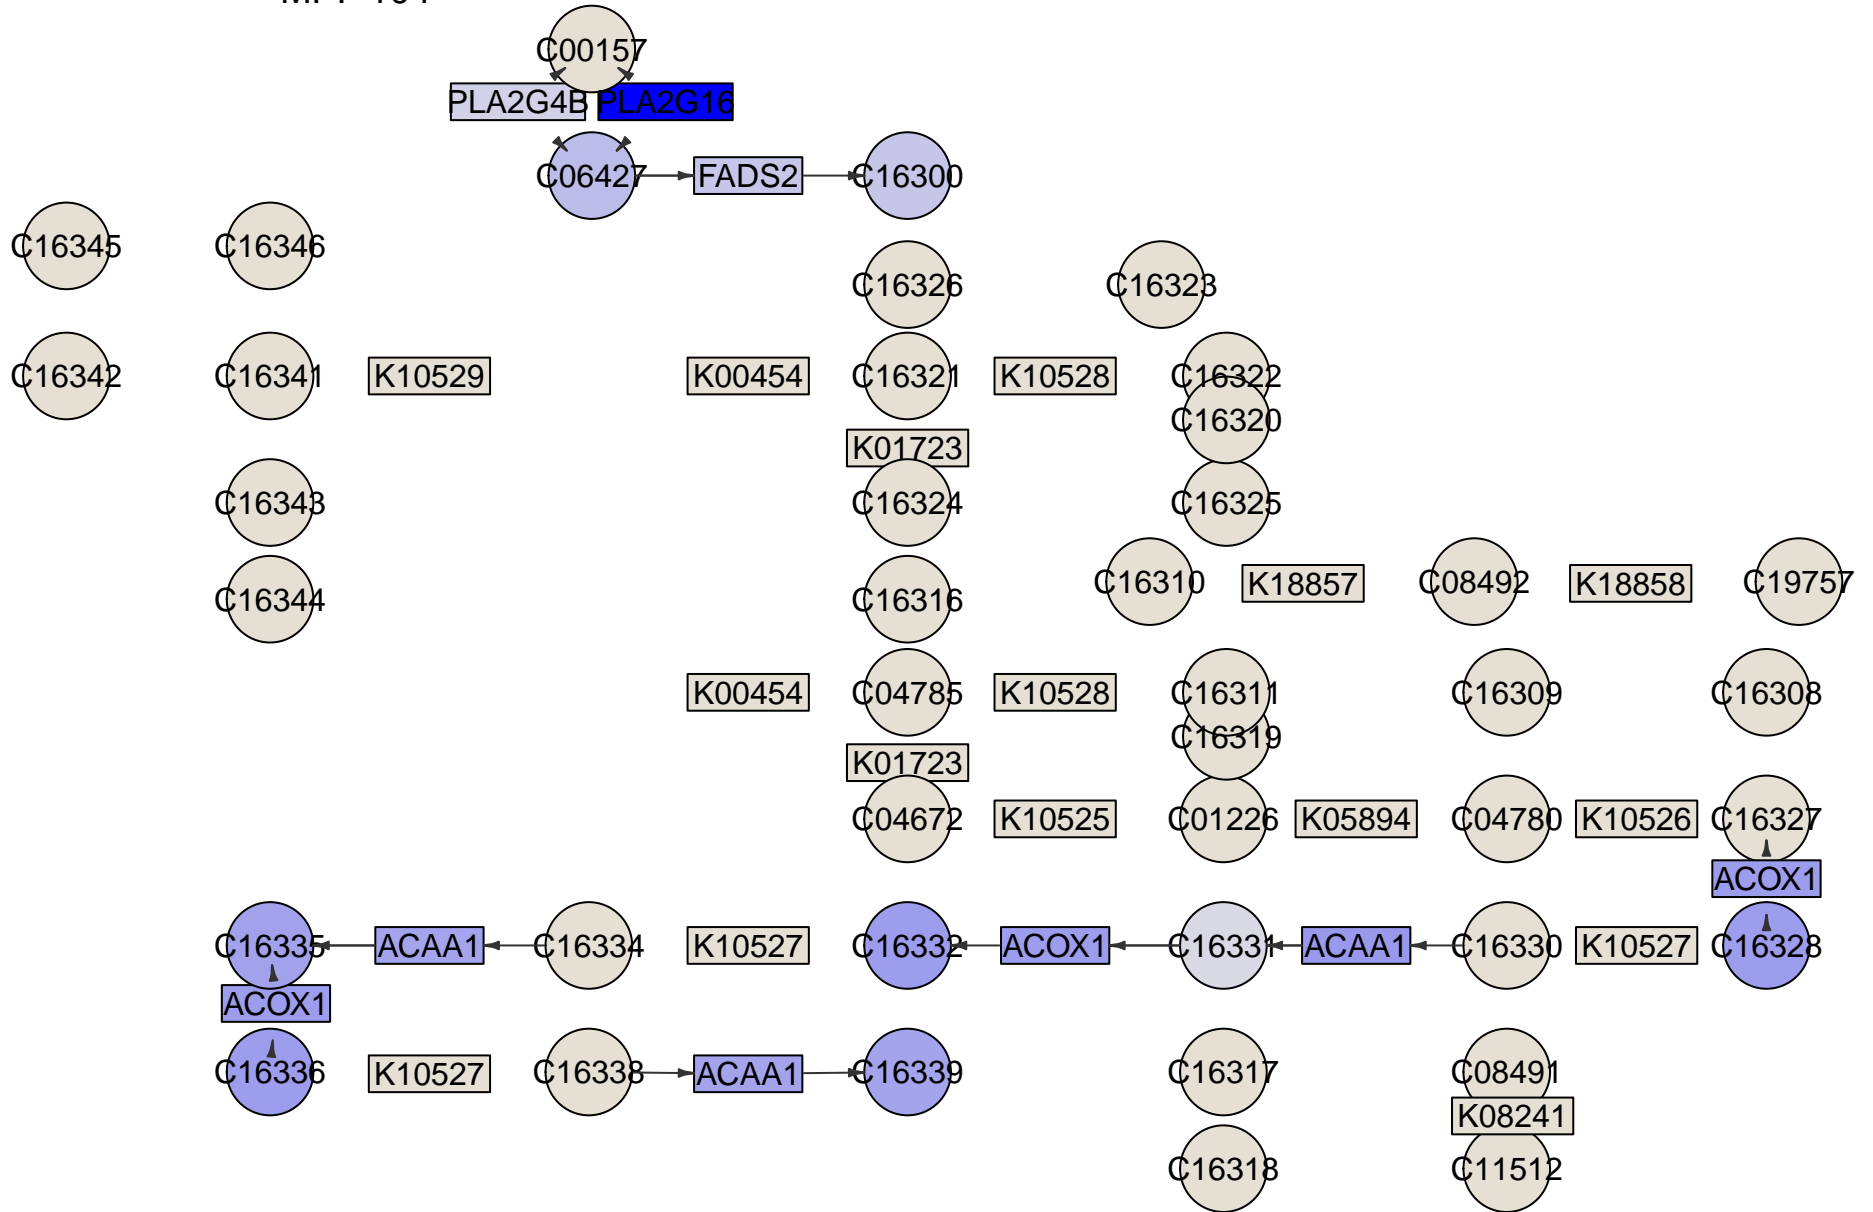 C00157
PLA2G4B PLA2G16
C06427 FADS2 C16300
C16345 C16346
C16326 C16323
C16342 C16341 K10529 K00454 C16321 K10528 C16322
C16320
K01723
C16343 C16324 C16325
C16310 K18857 C08492 K18858 C19757
C16344 C16316
K00454 C04785 K10528 C16311 C16309 C16308
C16319
K01723
C04672 K10525 C01226 K05894 C04780 K10526 C16327
ACOX1
C16335 ACAA1 C16334 K10527 C16332 ACOX1 C16331 ACAA1 C16330 K10527 C16328
ACOX1
C16336 K10527 C16338 ACAA1 C16339 C16317 C08491
K08241
C16318 C11512